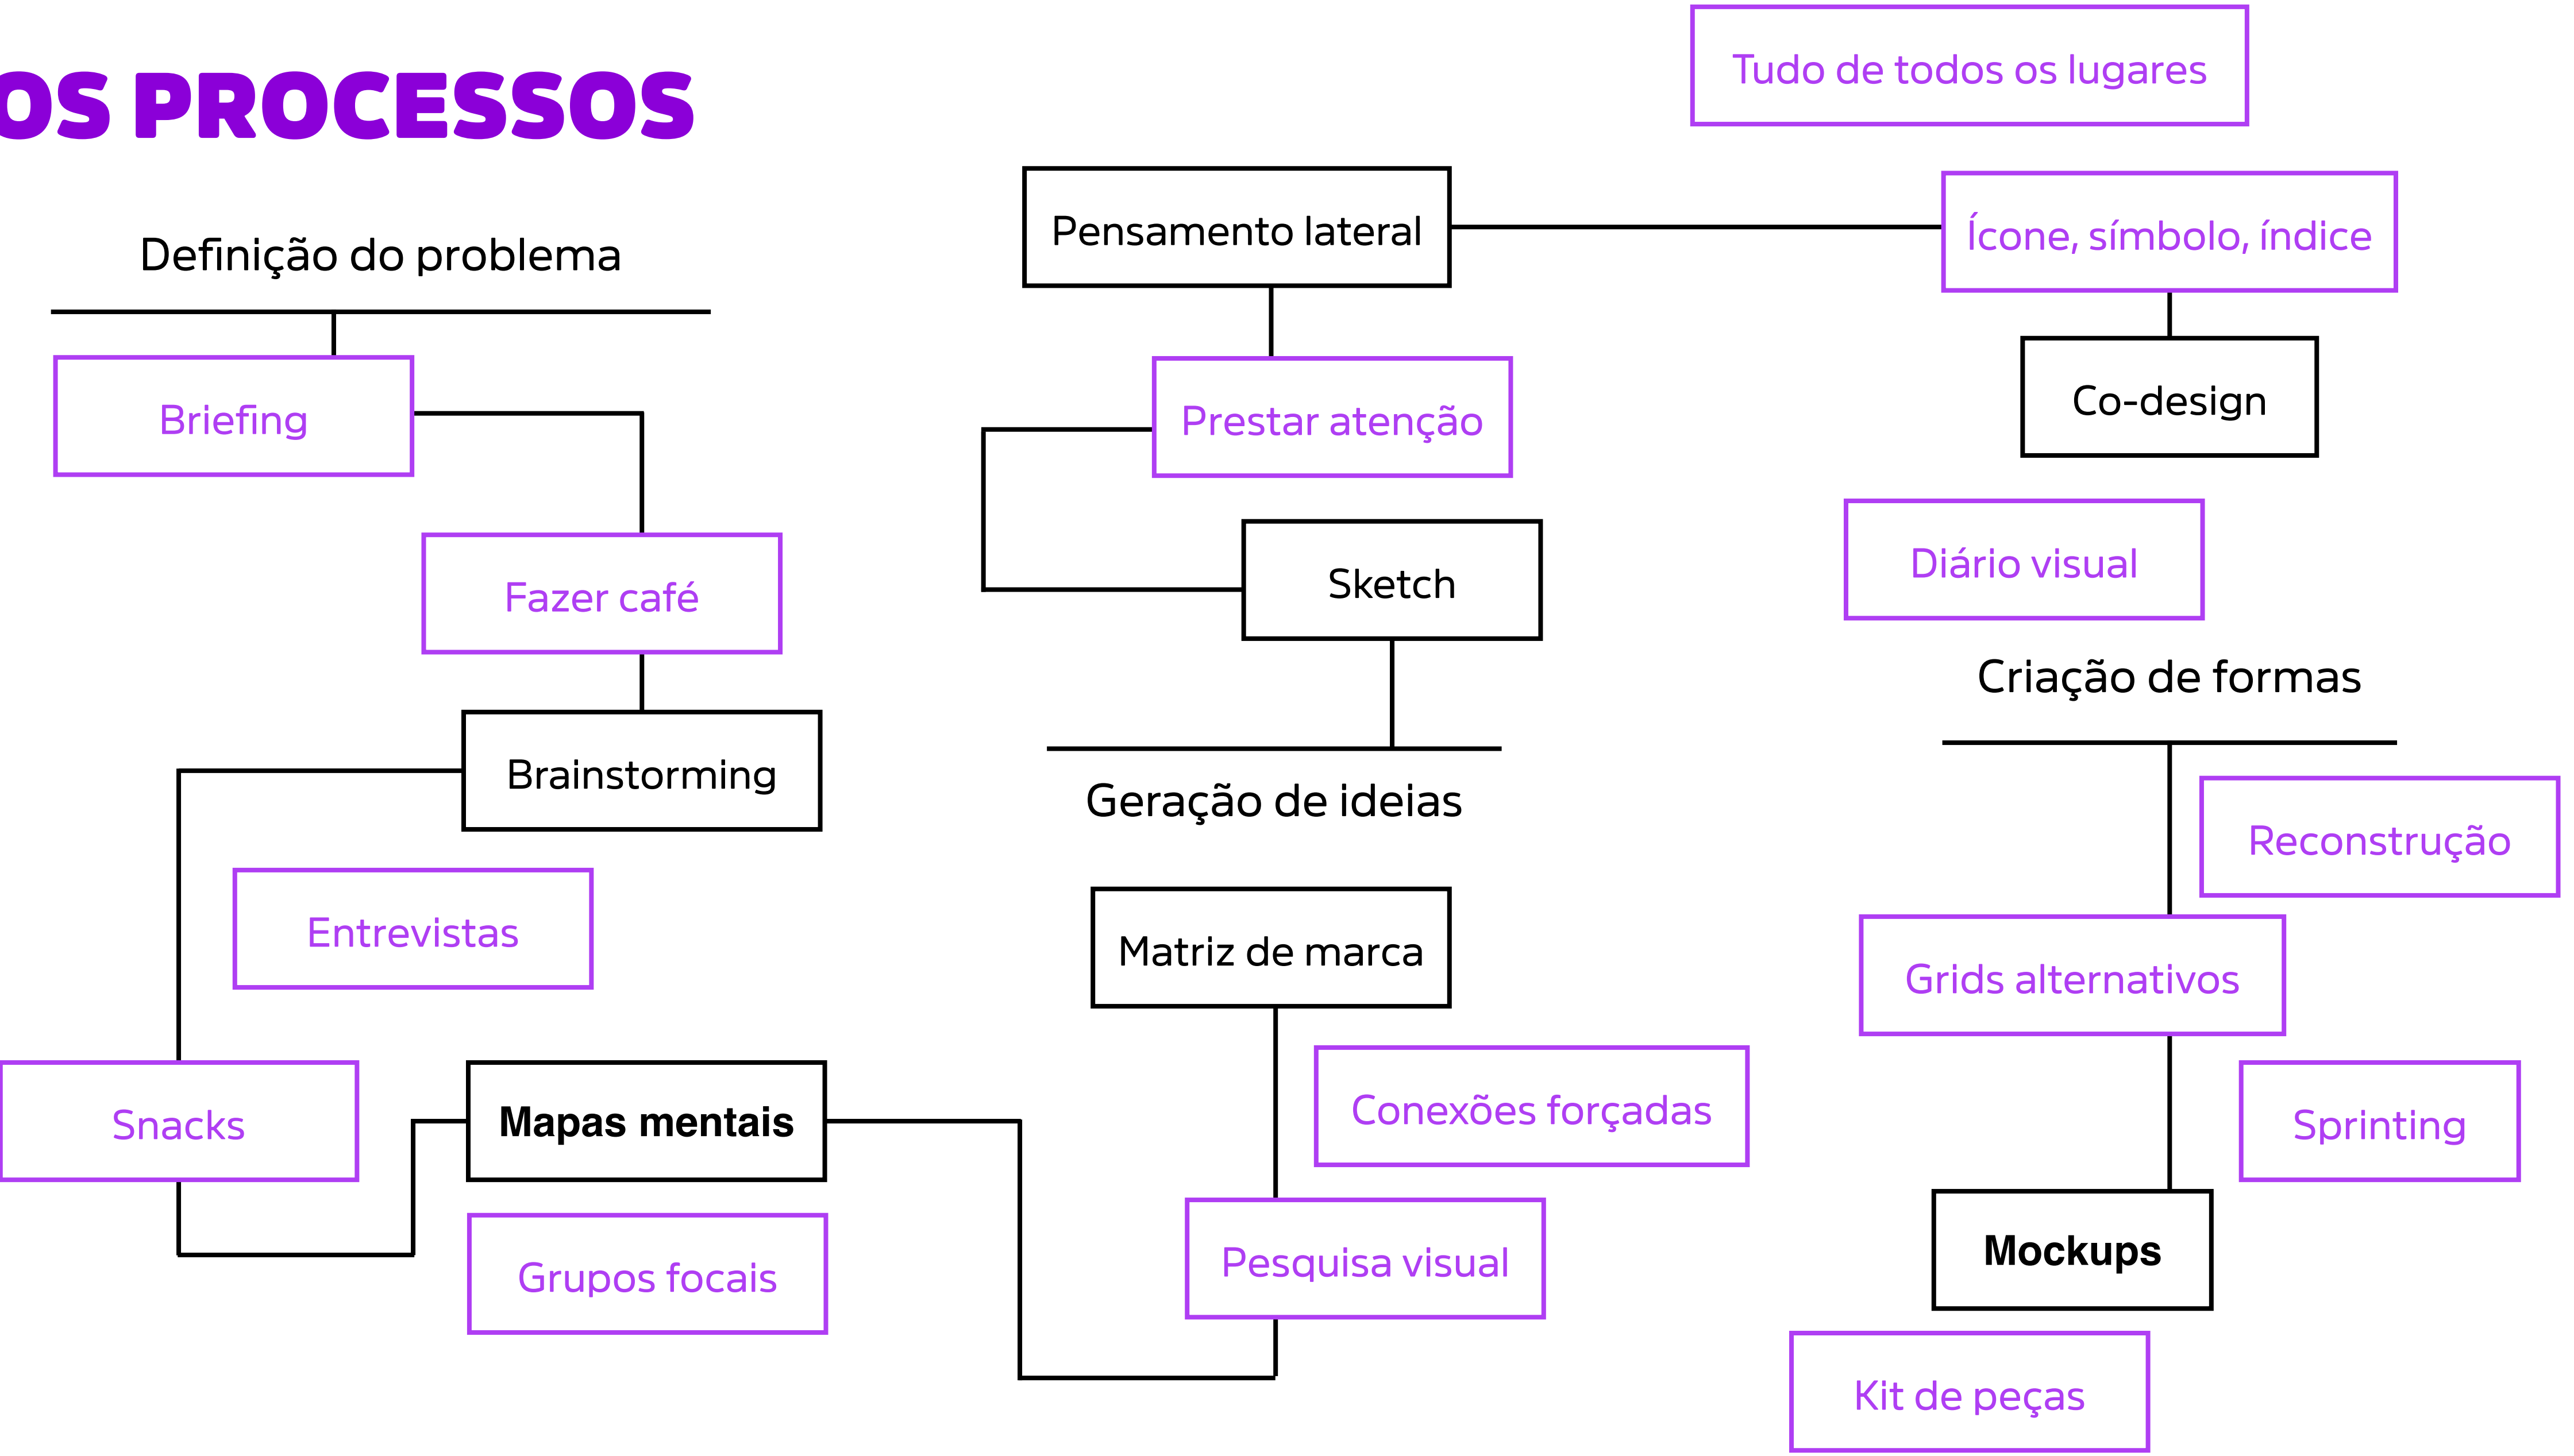 OS PROCESSOS
Definição do problema
Briefing
Fazer café
Brainstorming
Entrevistas
Snacks
Mapas mentais
Grupos focais
Pensamento lateral
Prestar atenção
Sketch
Geração de ideias
Matriz de marca
Conexões forçadas
Pesquisa visual
Tudo de todos os lugares
Ícone, símbolo, índice
Co-design
Diário visual
Criação de formas
Reconstrução
Grids alternativos
Sprinting
Mockups
Kit de peças